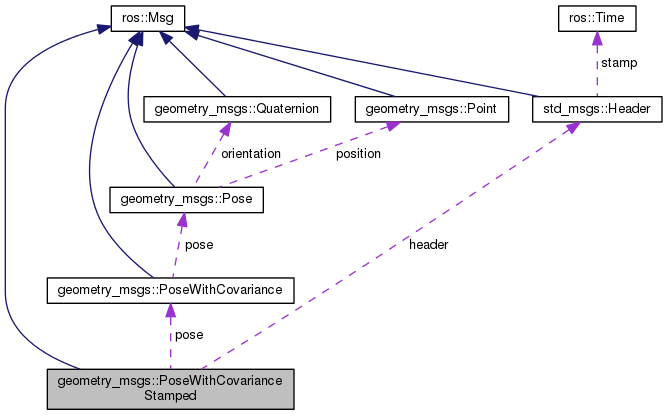 ros::Msg
ros::Time
stamp
geometry_msgs::Quaternion
geometry_msgs::Point
std_msgs::Header
orientation
position
geometry_msgs::Pose
pose
header
geometry_msgs::PoseWithCovariance
pose
geometry_msgs::PoseWithCovariance
Stamped